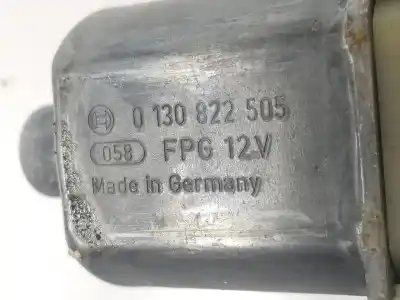 0 130 822 505
058 FPG 12V
Made in Germany